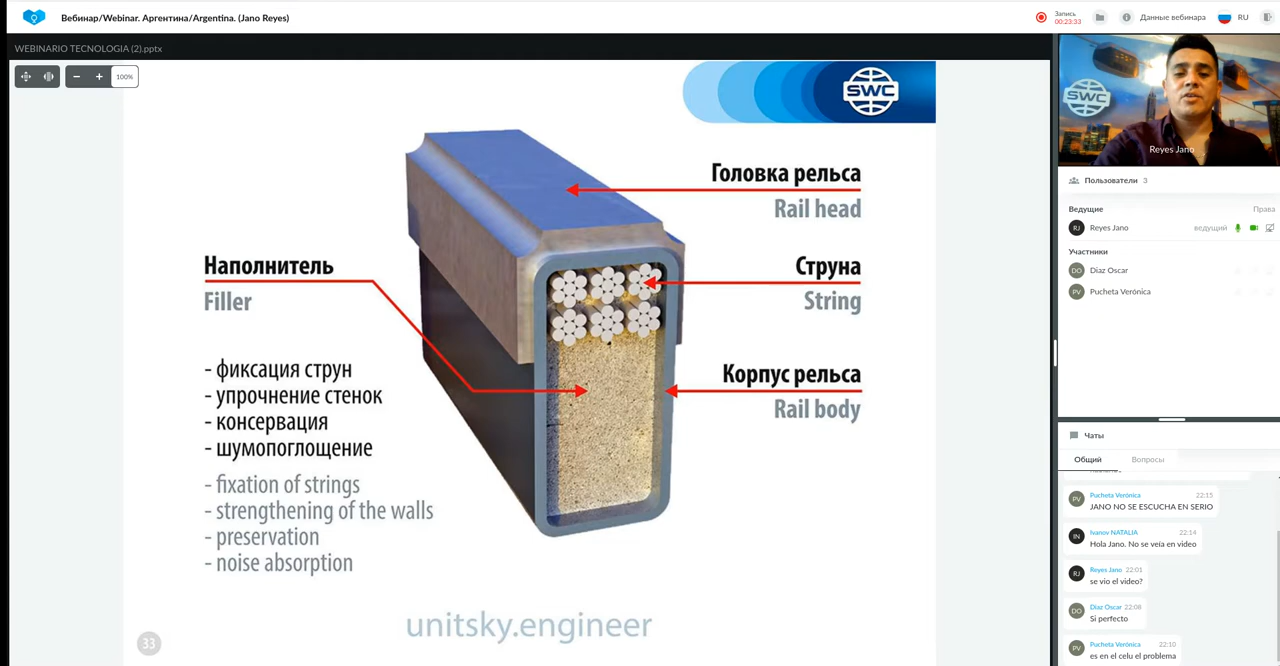 Вебинар/Webinar. Аргентина/Argentina. (Jano Reyes)
Запись
00:23:33
Данные вебинара
RU
WEBINARIO TECNOLOGIA (2).pptx
100%
SWC
Головка рельса
Rail head
Наполнитель
Filler
Струна
String
Корпус рельса
Rail body
- фиксация струн
- упрочнение стенок
- консервация
- шумопоглощение
- fixation of strings
- strengthening of the walls
- preservation
- noise absorption
unitsky.engineer
33
SWC
Reyes Jano
Пользователи 3
Ведущие Права
RJ Reyes Jano ведущий
Участники
DO Diaz Oscar
PV Pucheta Verónica
Чаты
Общий Вопросы
PV Pucheta Verónica 22:15
JANO NO SE ESCUCHA EN SERIO
IN Ivanov NATALIA 22:14
Hola Jano. No se veía en video
RJ Reyes Jano 22:01
se vio el video?
DO Diaz Oscar 22:08
Si perfecto
PV Pucheta Verónica 22:10
es en el celu el problema